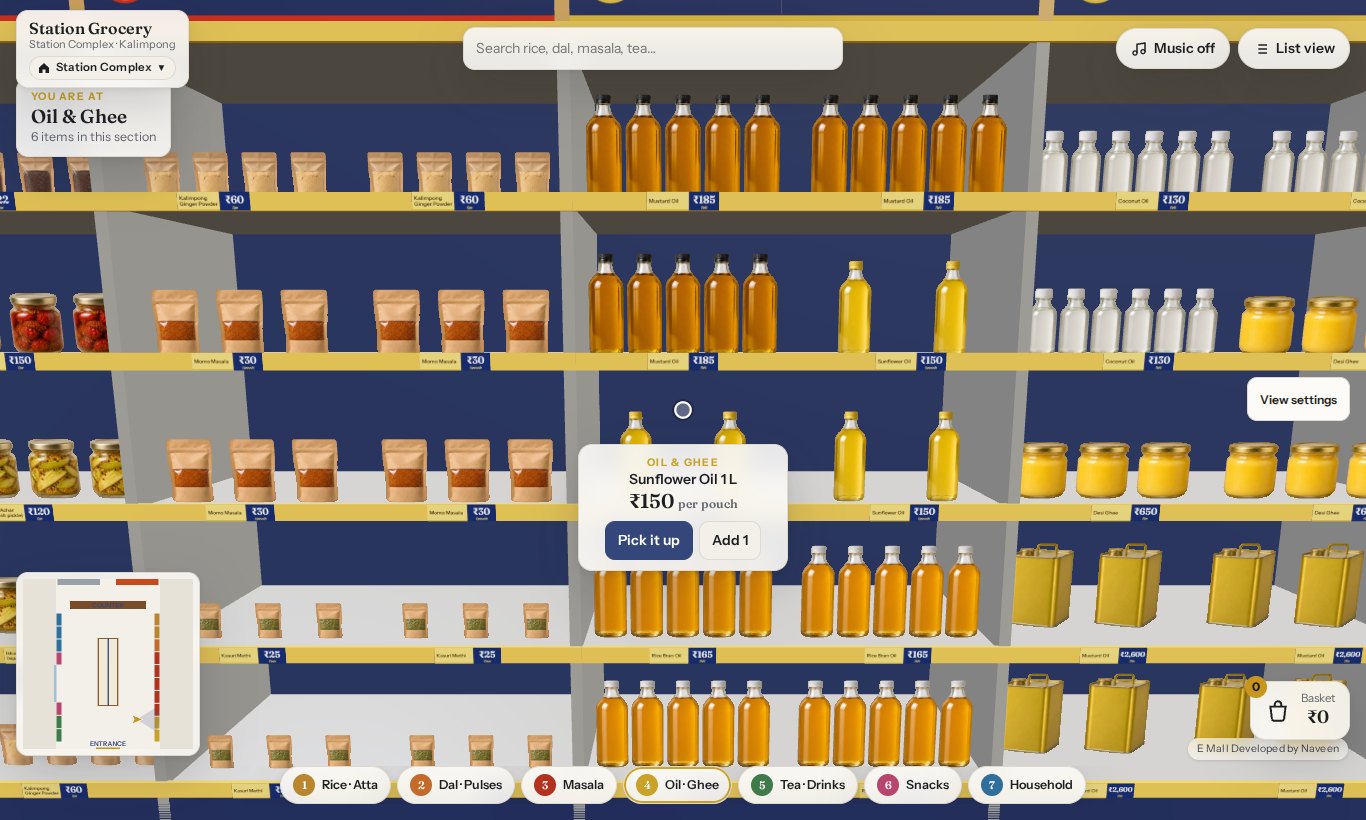 Station Grocery
Station Complex · Kalimpong
Station Complex ▾
Search rice, dal, masala, tea...
Music off
List view
YOU ARE AT
Oil & Ghee
6 items in this section
Kalimpong Ginger Powder ₹60
Kalimpong Ginger Powder ₹60
Mustard Oil ₹185
Mustard Oil ₹185
Coconut Oil ₹130
₹150
Momo Masala ₹30
Momo Masala ₹30
Mustard Oil ₹185
Sunflower Oil ₹150
Coconut Oil ₹130
Desi Ghee
View settings
OIL & GHEE
Sunflower Oil 1 L
₹150 per pouch
Pick it up
Add 1
₹120
Momo Masala ₹30
Momo Masala ₹30
Sunflower Oil ₹150
Desi Ghee ₹650
Desi Ghee
COUNTER
ENTRANCE
Kasuri Methi ₹25
Kasuri Methi ₹25
Rice Bran Oil ₹165
Rice Bran Oil ₹165
Mustard Oil ₹2,600
Mustard Oil ₹2,600
0
Basket
₹0
E Mall Developed by Naveen
1 Rice · Atta
2 Dal · Pulses
3 Masala
4 Oil · Ghee
5 Tea · Drinks
6 Snacks
7 Household
Kalimpong Ginger Powder ₹60
Kasuri Methi
₹2,600
Mustard Oil ₹2,600